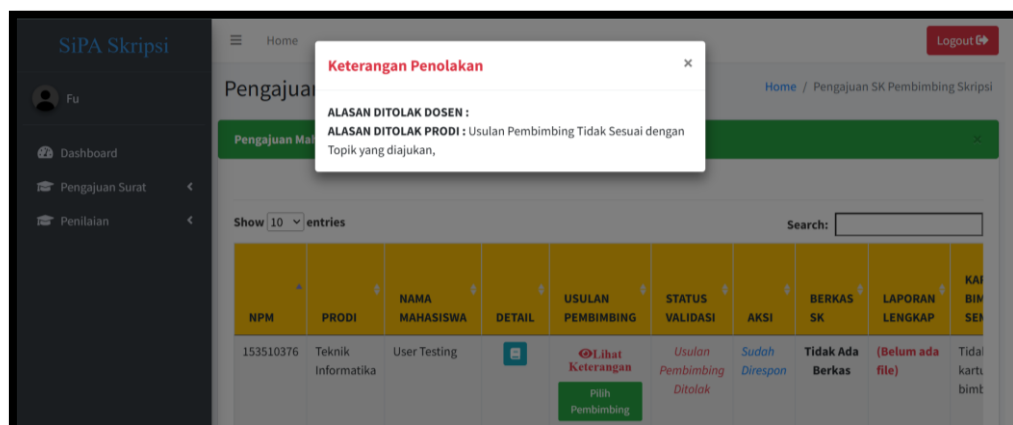 SiPA Skripsi
Home
Logout
Keterangan Penolakan
×
Fu
Home / Pengajuan SK Pembimbing Skripsi
ALASAN DITOLAK DOSEN :
ALASAN DITOLAK PRODI : Usulan Pembimbing Tidak Sesuai dengan
Topik yang diajukan,
Dashboard
Pengajuan Surat
Penilaian
Show 10 entries
Search:
NPM
PRODI
NAMA
MAHASISWA
DETAIL
USULAN
PEMBIMBING
STATUS
VALIDASI
AKSI
BERKAS
SK
LAPORAN
LENGKAP
153510376
Teknik
Informatika
User Testing
Lihat
Keterangan
Pilih
Pembimbing
Usulan
Pembimbing
Ditolak
Sudah
Direspon
Tidak Ada
Berkas
(Belum ada
file)